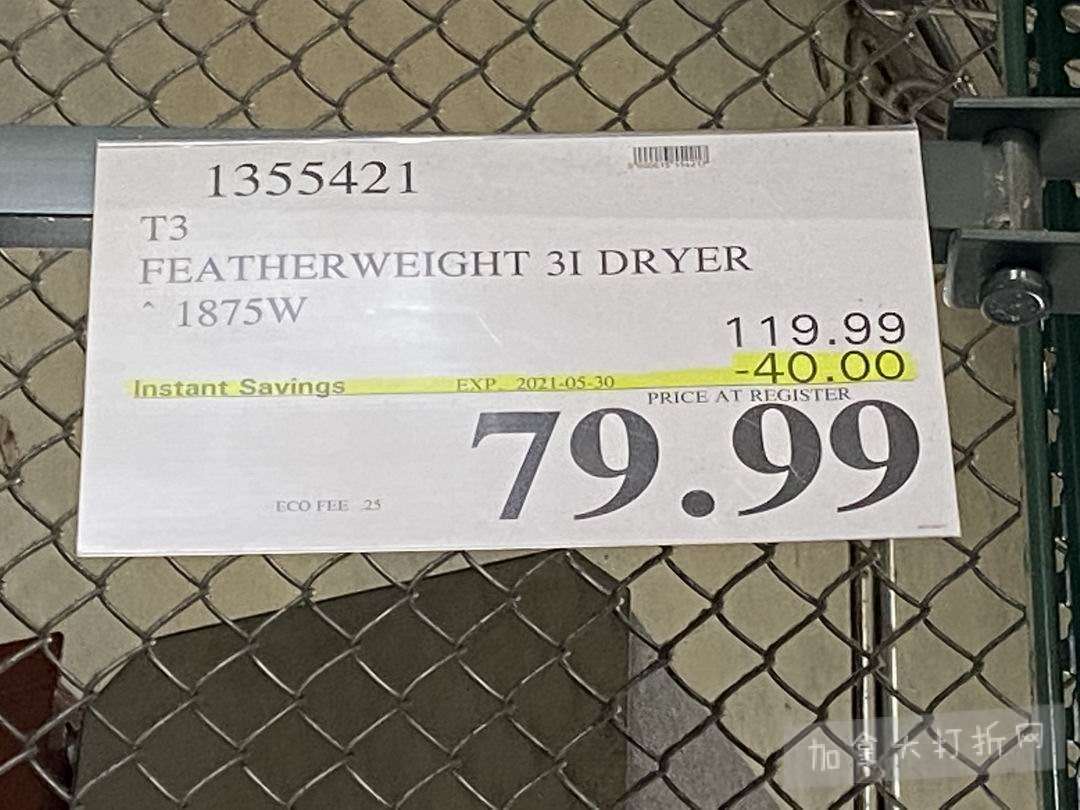 1355421
T3
FEATHERWEIGHT 3I DRYER
^ 1875W
119.99
-40.00
Instant Savings EXP. 2021-05-30
PRICE AT REGISTER
79.99
ECO FEE .25
加拿大打折网